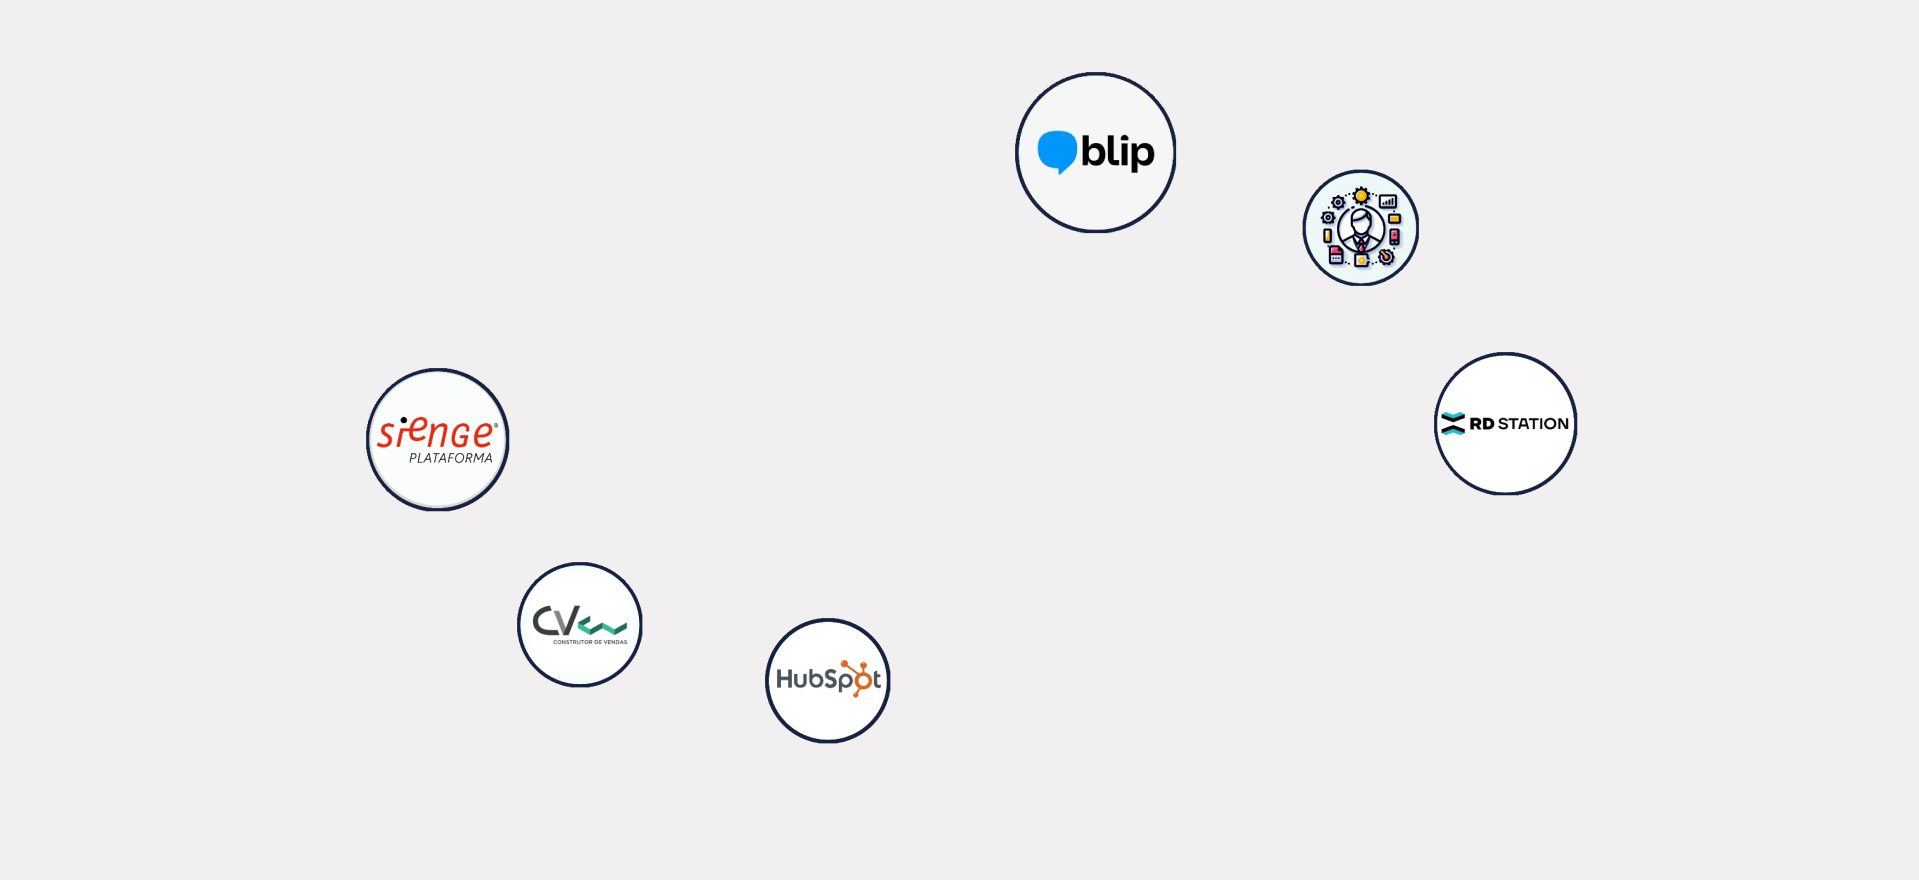 blip
sienge®
PLATAFORMA
RD STATION
CV
CONSTRUTOR DE VENDAS
HubSpot